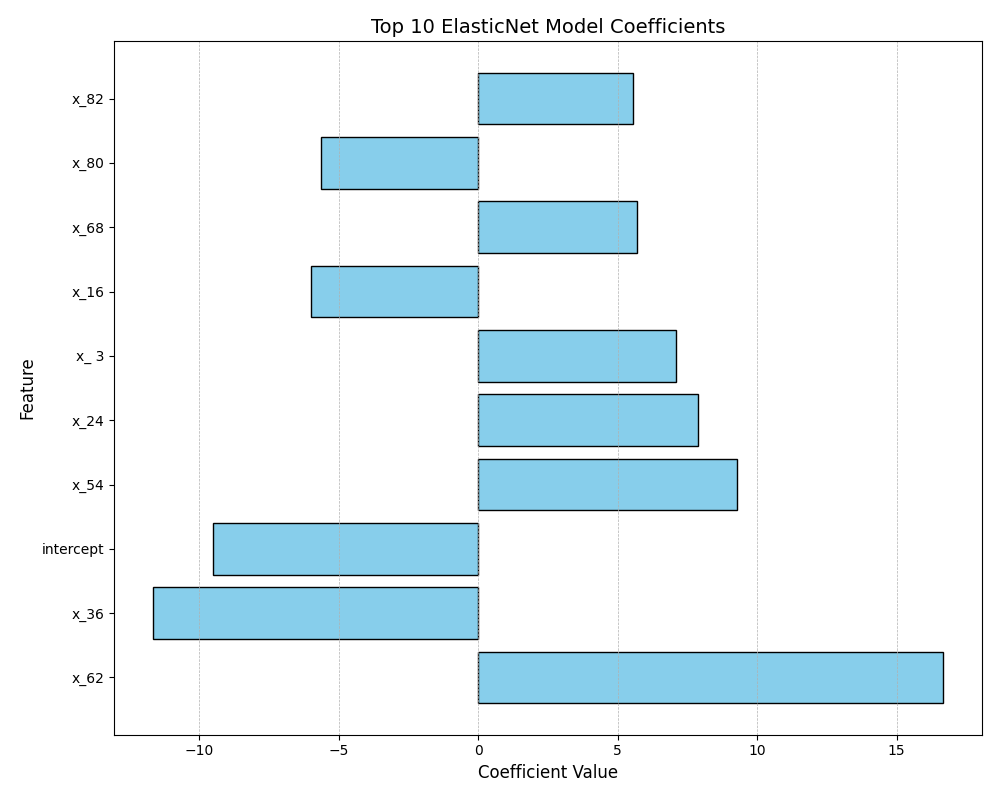 Top 10 ElasticNet Model Coefficients
Feature
x_82
x_80
x_68
x_16
x_ 3
x_24
x_54
intercept
x_36
x_62
−10
−5
0
5
10
15
Coefficient Value